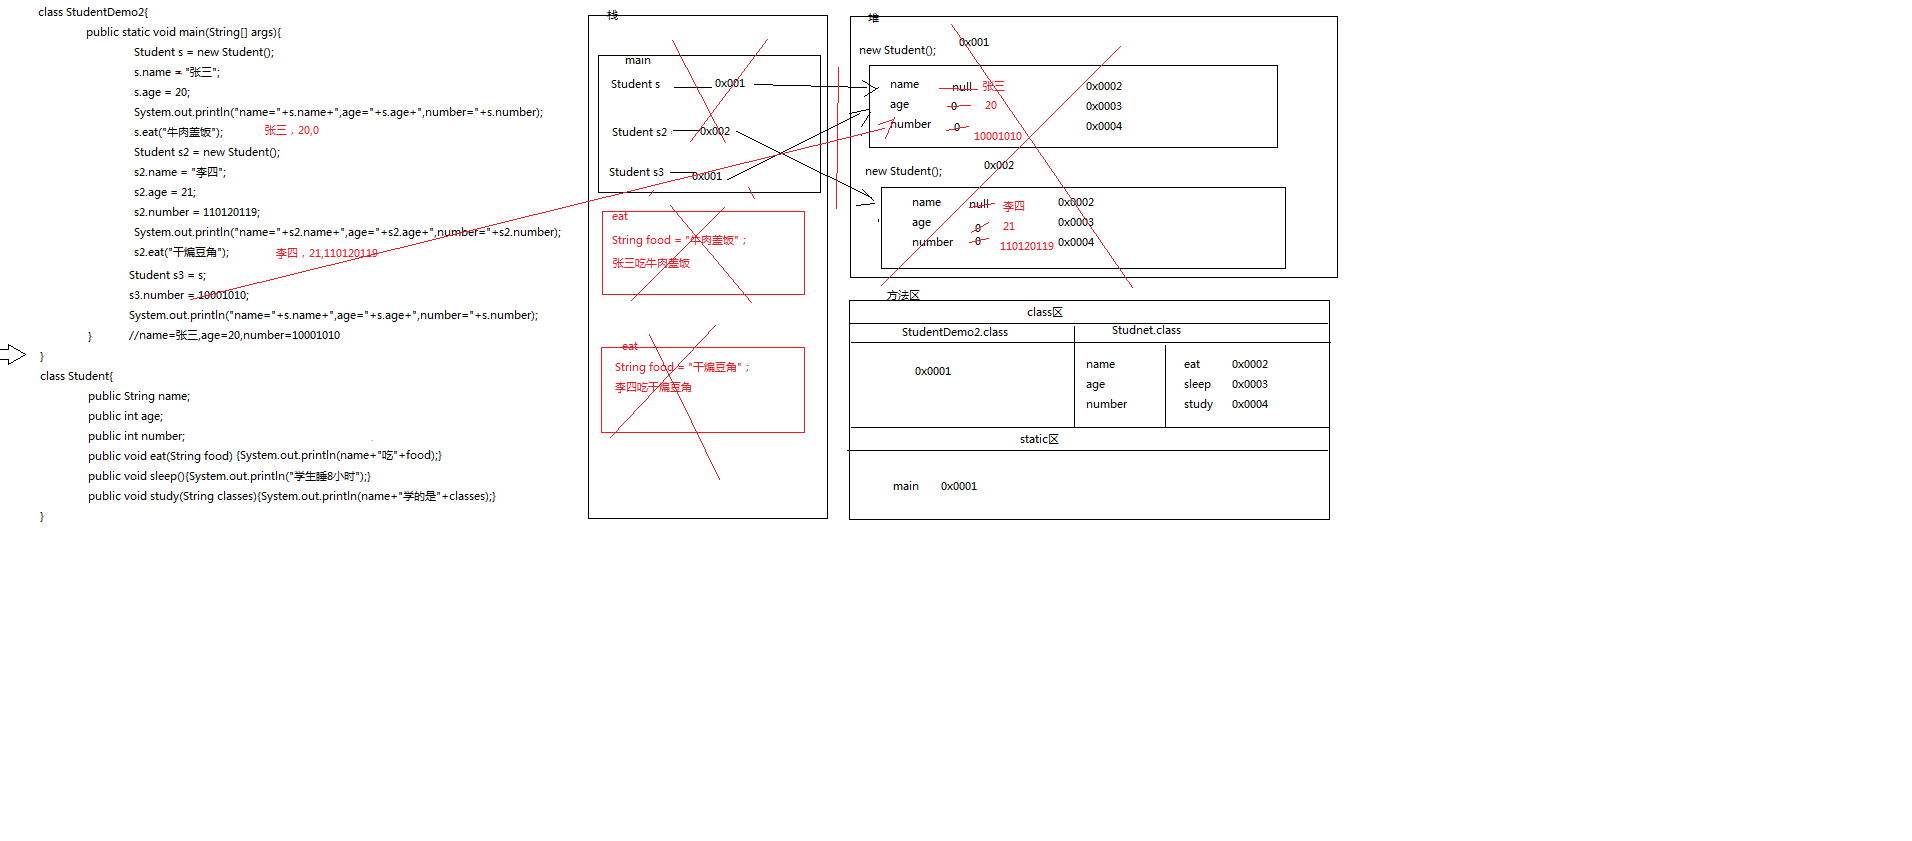 class StudentDemo2{
public static void main(String[] args){
Student s = new Student();
s.name = "张三";
s.age = 20;
System.out.println("name="+s.name+",age="+s.age+",number="+s.number);
s.eat("牛肉盖饭");
张三，20,0
Student s2 = new Student();
s2.name = "李四";
s2.age = 21;
s2.number = 110120119;
System.out.println("name="+s2.name+",age="+s2.age+",number="+s2.number);
s2.eat("干煸豆角");
李四，21,110120119
Student s3 = s;
s3.number = 10001010;
System.out.println("name="+s.name+",age="+s.age+",number="+s.number);
} //name=张三,age=20,number=10001010
}
class Student{
public String name;
public int age;
public int number;
public void eat(String food) {System.out.println(name+"吃"+food);}
public void sleep(){System.out.println("学生睡8小时");}
public void study(String classes){System.out.println(name+"学的是"+classes);}
}
栈
main
Student s 0x001
Student s2 0x002
Student s3 0x001
eat
String food = "牛肉盖饭"；
张三吃牛肉盖饭
eat
String food = "干煸豆角"；
李四吃干煸豆角
堆
new Student(); 0x001
name null 张三 0x0002
age 0 20 0x0003
number 0 10001010 0x0004
new Student(); 0x002
name null 李四 0x0002
age 0 21 0x0003
number 0 110120119 0x0004
方法区
class区
StudentDemo2.class
Studnet.class
0x0001
name eat 0x0002
age sleep 0x0003
number study 0x0004
static区
main 0x0001